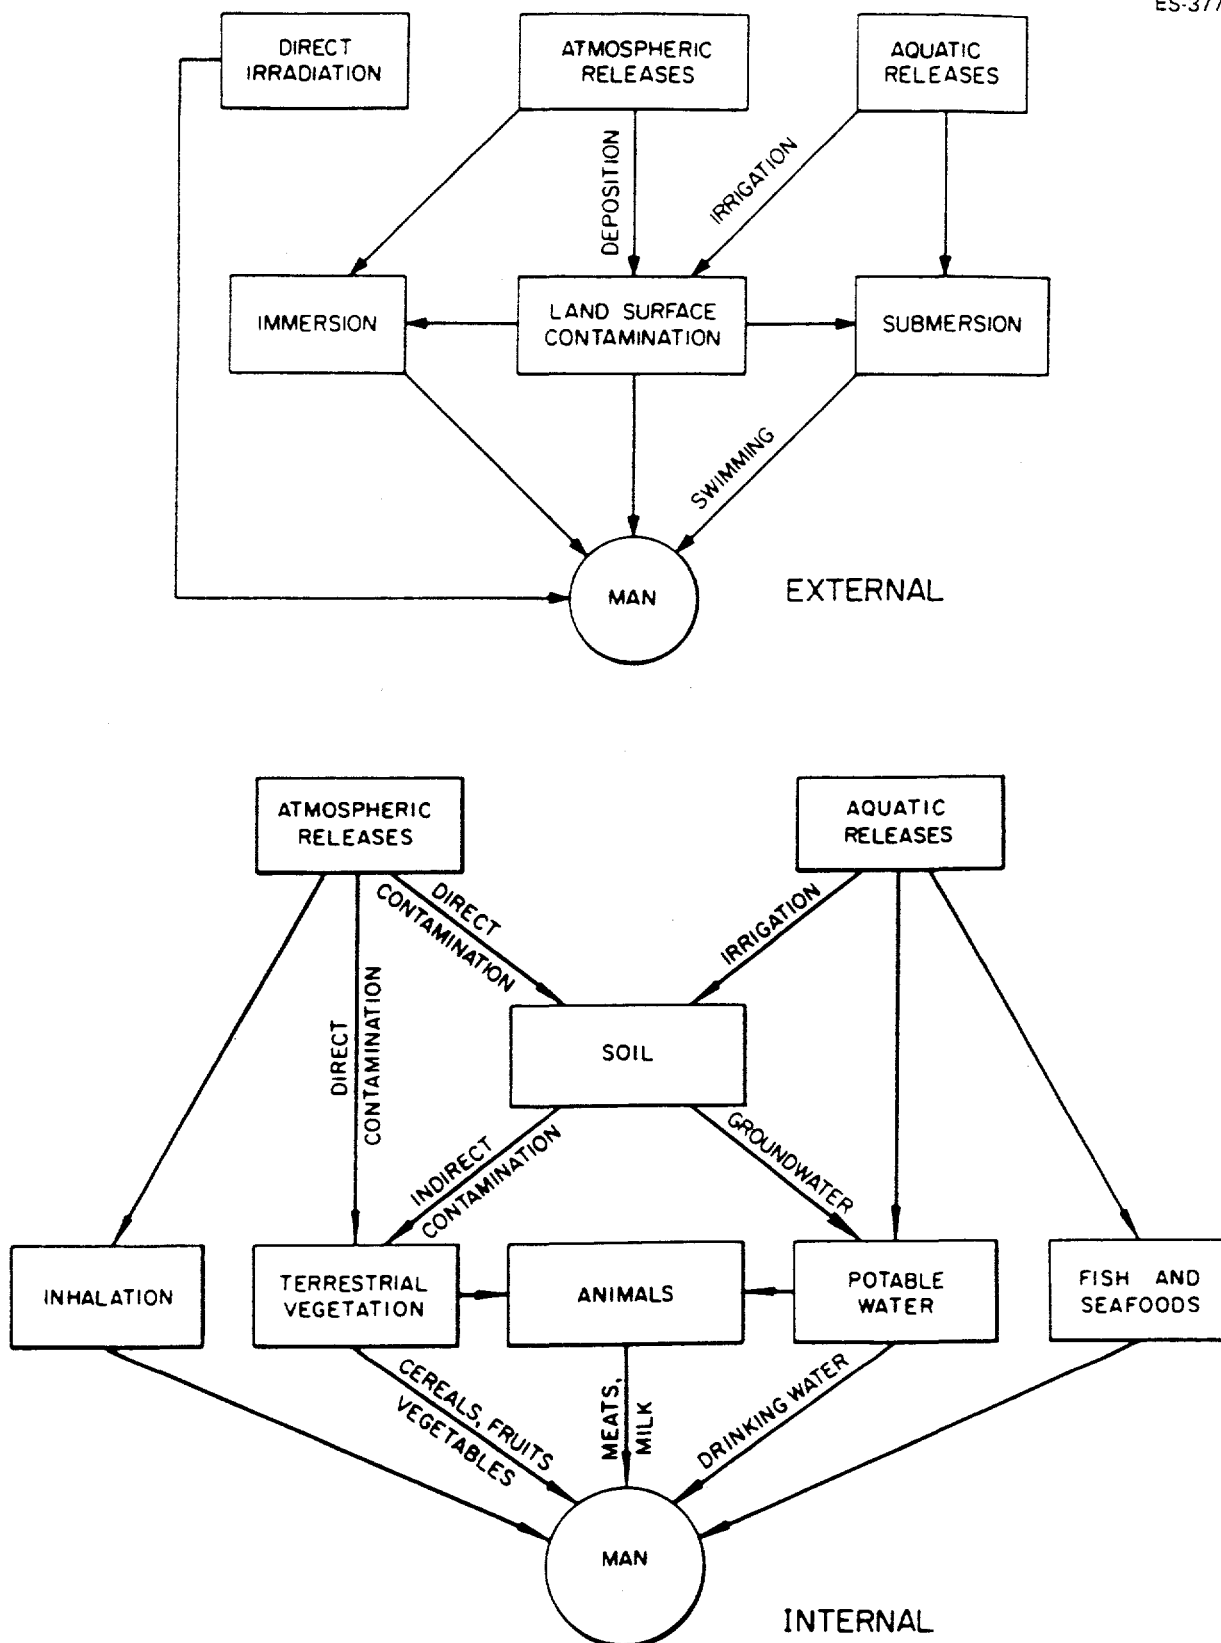 ES-377
DIRECT
IRRADIATION
ATMOSPHERIC
RELEASES
AQUATIC
RELEASES
DEPOSITION
IRRIGATION
IMMERSION
LAND SURFACE
CONTAMINATION
SUBMERSION
SWIMMING
MAN
EXTERNAL
ATMOSPHERIC
RELEASES
AQUATIC
RELEASES
DIRECT
CONTAMINATION
IRRIGATION
DIRECT
CONTAMINATION
SOIL
INDIRECT
CONTAMINATION
GROUNDWATER
INHALATION
TERRESTRIAL
VEGETATION
ANIMALS
POTABLE
WATER
FISH AND
SEAFOODS
CEREALS, FRUITS
VEGETABLES
MEATS,
MILK
DRINKING WATER
MAN
INTERNAL